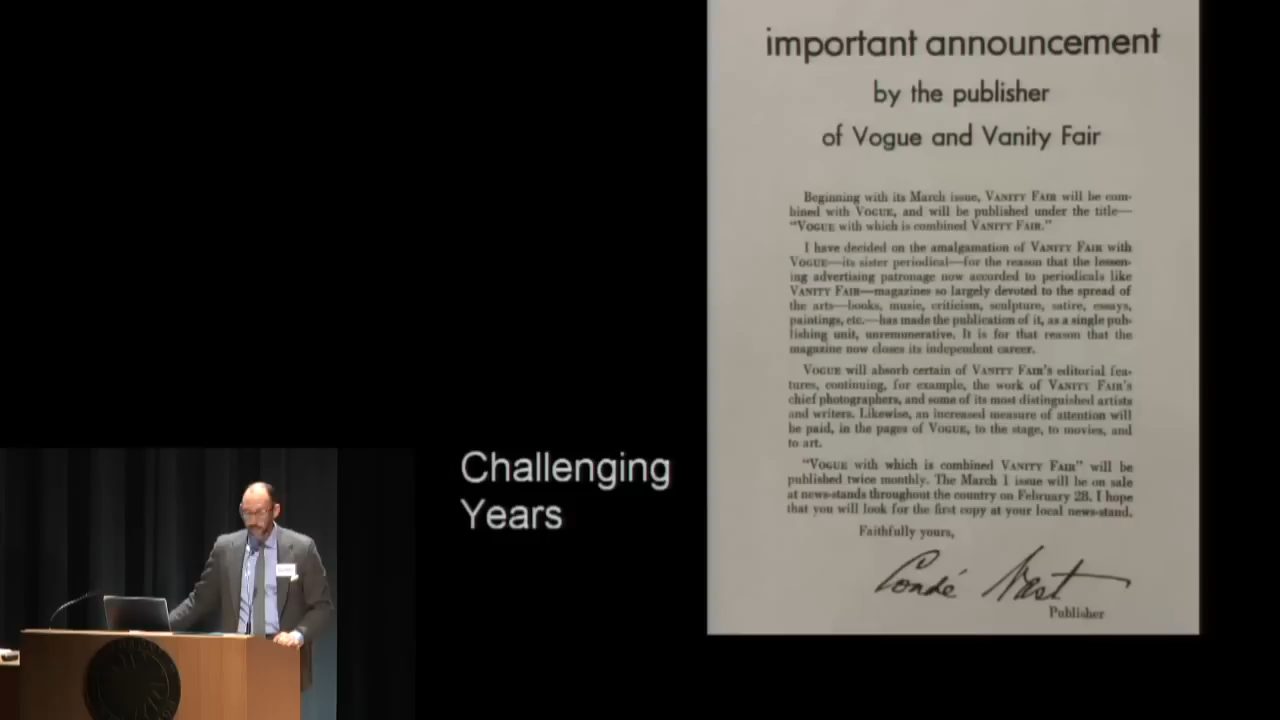 important announcement
by the publisher
of Vogue and Vanity Fair
Beginning with its March issue, VANITY FAIR will be com-
bined with VOGUE, and will be published under the title—
"VOGUE with which is combined VANITY FAIR."
I have decided on the amalgamation of VANITY FAIR with
VOGUE—its sister periodical—for the reason that the lessen-
ing advertising patronage now accorded to periodicals like
VANITY FAIR—magazines so largely devoted to the spread of
the arts—books, music, criticism, sculpture, satire, essays,
paintings, etc.—has made the publication of it, as a single pub-
lishing unit, unremunerative. It is for that reason that the
magazine now closes its independent career.
VOGUE will absorb certain of VANITY FAIR'S editorial fea-
tures, continuing, for example, the work of VANITY FAIR'S
chief photographers, and some of its most distinguished artists
and writers. Likewise, an increased measure of attention will
be paid, in the pages of VOGUE, to the stage, to movies, and
to art.
"VOGUE with which is combined VANITY FAIR" will be
published twice monthly. The March 1 issue will be on sale
at news-stands throughout the country on February 28. I hope
that you will look for the first copy at your local news-stand.
Faithfully yours,
Condé Nast
Publisher
Challenging
Years